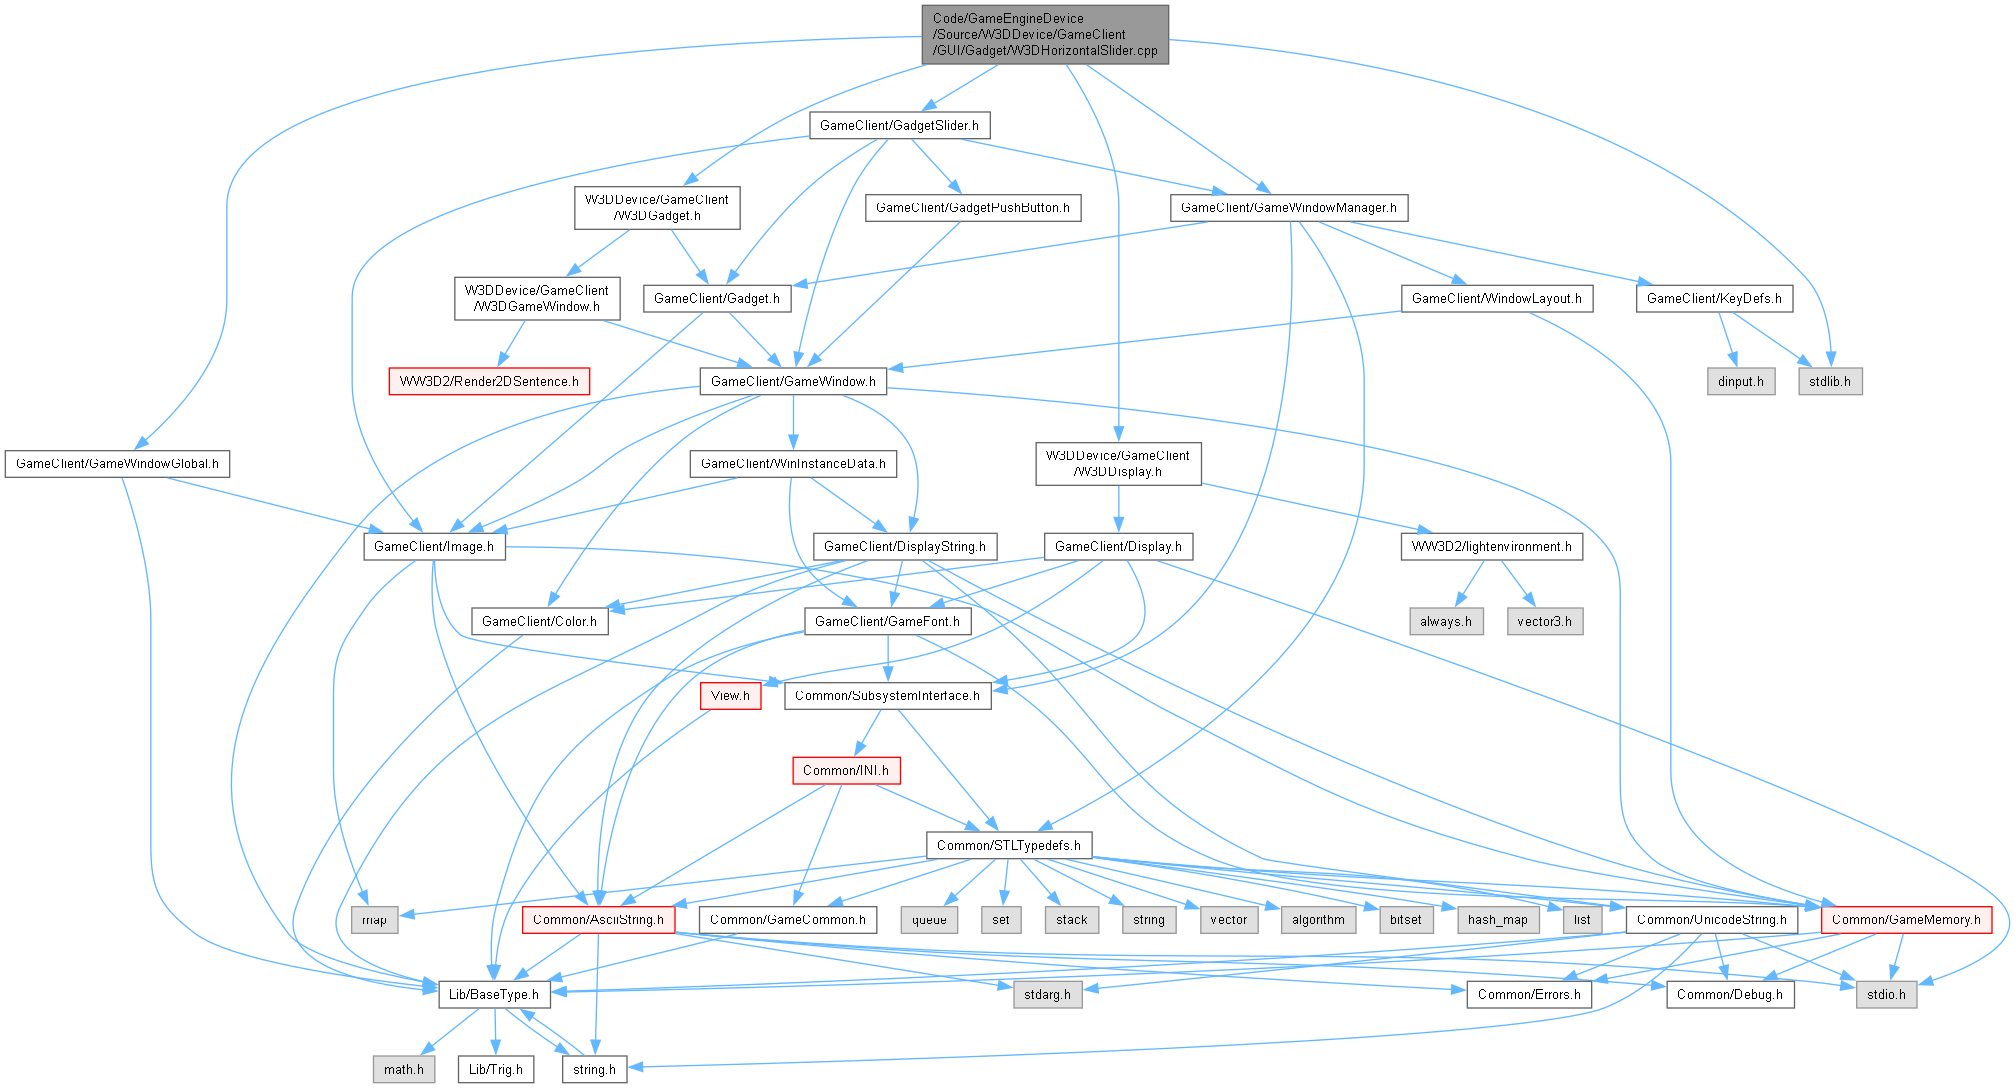 Code/GameEngineDevice
/Source/W3DDevice/GameClient
/GUI/Gadget/W3DHorizontalSlider.cpp
GameClient/GadgetSlider.h
W3DDevice/GameClient
/W3DGadget.h
GameClient/GadgetPushButton.h
GameClient/GameWindowManager.h
W3DDevice/GameClient
/W3DGameWindow.h
GameClient/Gadget.h
GameClient/WindowLayout.h
GameClient/KeyDefs.h
WW3D2/Render2DSentence.h
GameClient/GameWindow.h
dinput.h
stdlib.h
GameClient/GameWindowGlobal.h
GameClient/WinInstanceData.h
W3DDevice/GameClient
/W3DDisplay.h
GameClient/Image.h
GameClient/DisplayString.h
GameClient/Display.h
WW3D2/lightenvironment.h
GameClient/Color.h
GameClient/GameFont.h
always.h
vector3.h
View.h
Common/SubsystemInterface.h
Common/INI.h
Common/STLTypedefs.h
map
Common/AsciiString.h
Common/GameCommon.h
queue
set
stack
string
vector
algorithm
bitset
hash_map
list
Common/UnicodeString.h
Common/GameMemory.h
Lib/BaseType.h
stdarg.h
Common/Errors.h
Common/Debug.h
stdio.h
math.h
Lib/Trig.h
string.h